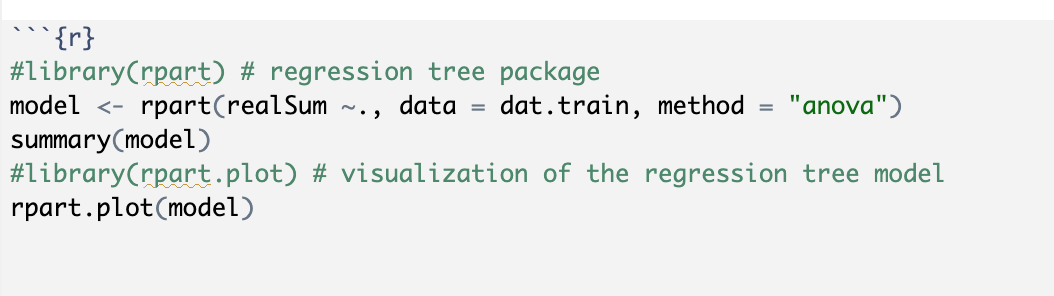 ```{r}
#library(rpart) # regression tree package
model <- rpart(realSum ~., data = dat.train, method = "anova")
summary(model)
#library(rpart.plot) # visualization of the regression tree model
rpart.plot(model)